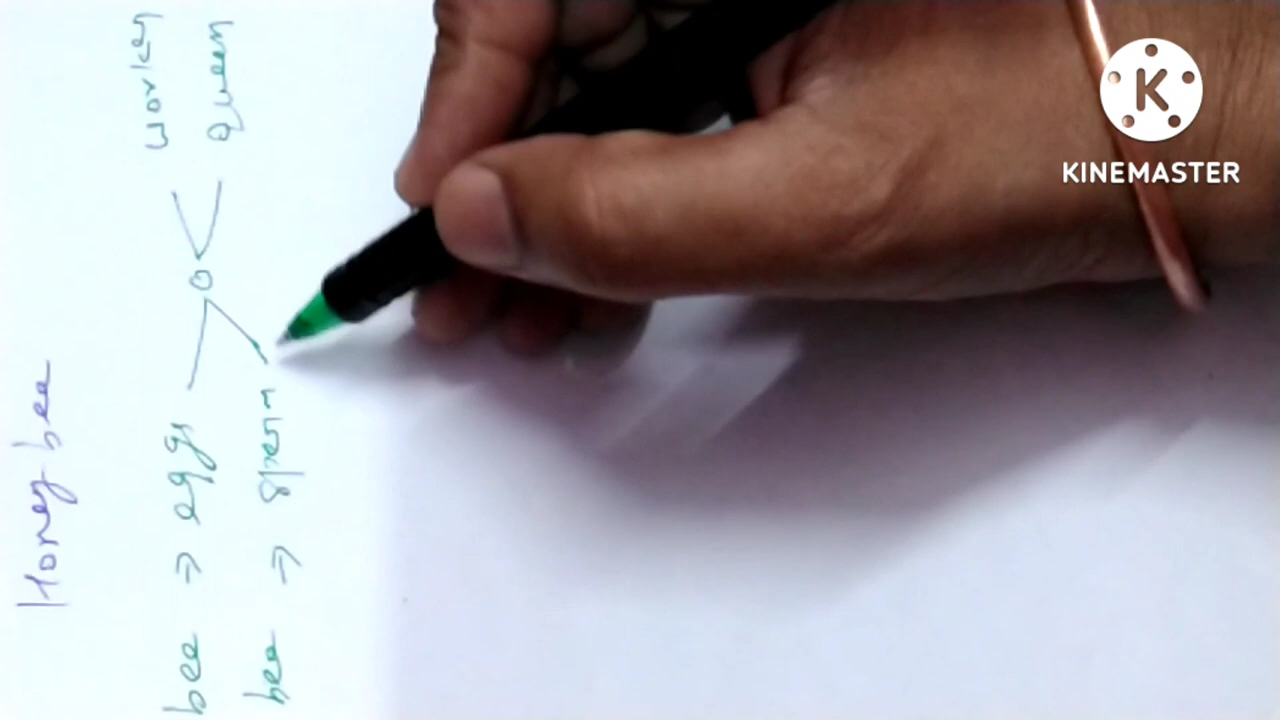 Honey bee
bee → eggs
bee → sperm
worker
queen
K
KINEMASTER